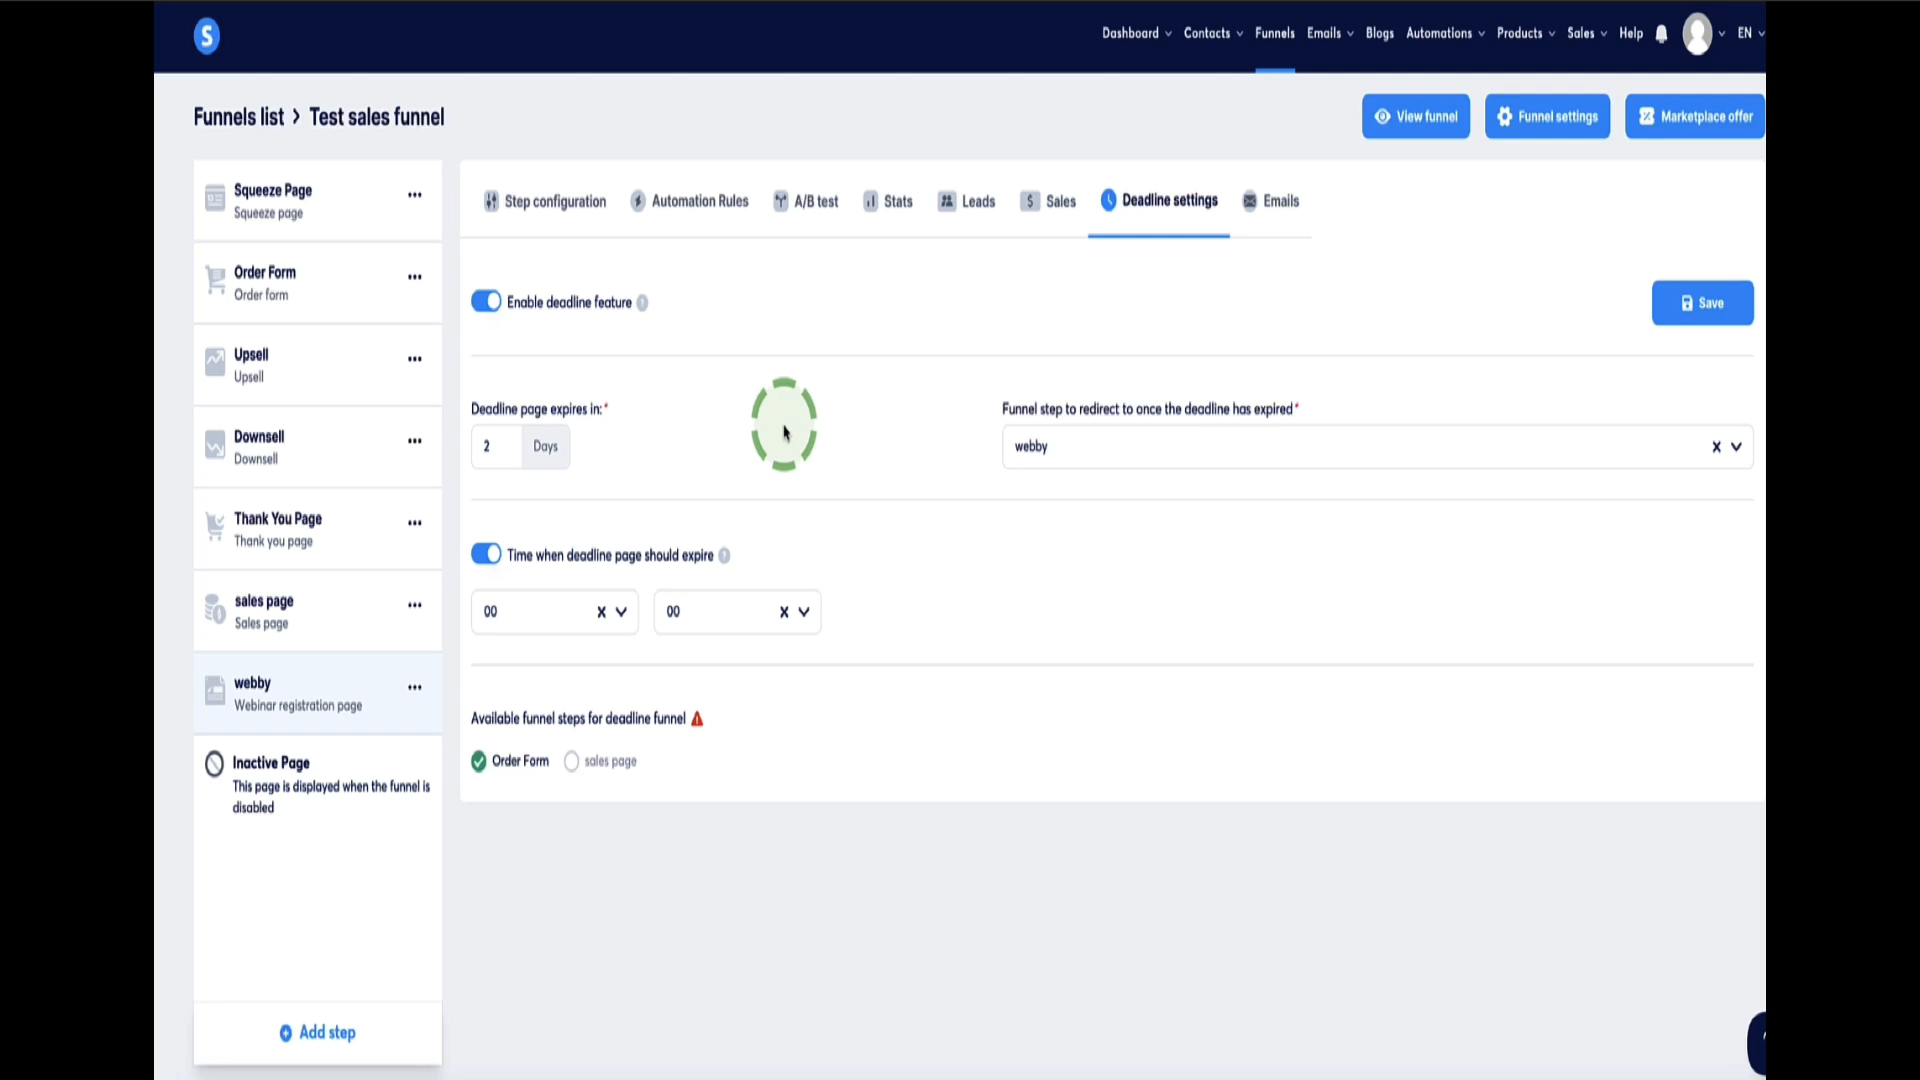 S
Dashboard Contacts Funnels Emails Blogs Automations Products Sales Help EN
Funnels list > Test sales funnel
View funnel
Funnel settings
Marketplace offer
Squeeze Page
Squeeze page
Order Form
Order form
Upsell
Upsell
Downsell
Downsell
Thank You Page
Thank you page
sales page
Sales page
webby
Webinar registration page
Inactive Page
This page is displayed when the funnel is
disabled
Add step
Step configuration Automation Rules A/B test Stats Leads Sales Deadline settings Emails
Enable deadline feature
Save
Deadline page expires in:*
2 Days
Funnel step to redirect to once the deadline has expired*
webby
Time when deadline page should expire
00 00
Available funnel steps for deadline funnel
Order Form sales page